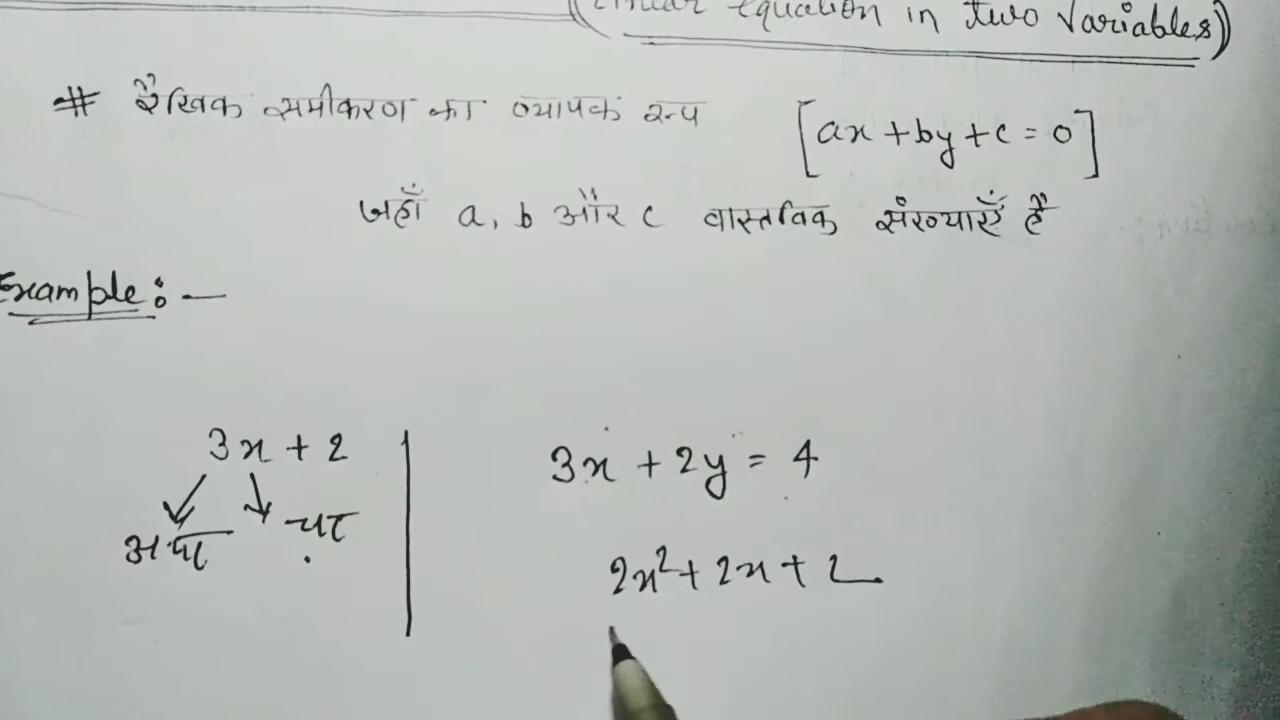 (Linear Equation in two Variables)
# रैखिक समीकरण का व्यापक रूप [ax + by + c = 0]
जहाँ a, b और c वास्तविक संख्याएँ हैं
Example : —
3x + 2
अचर चर
3x + 2y = 4
2x² + 2x + 2